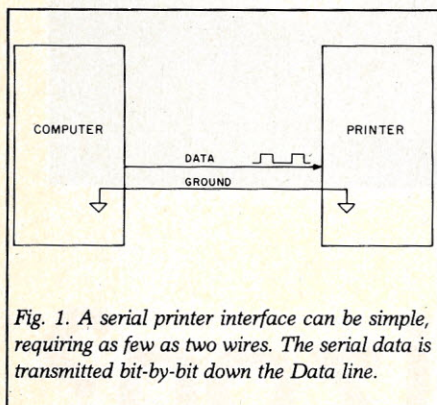 COMPUTER
PRINTER
DATA
GROUND
Fig. 1. A serial printer interface can be simple,
requiring as few as two wires. The serial data is
transmitted bit-by-bit down the Data line.